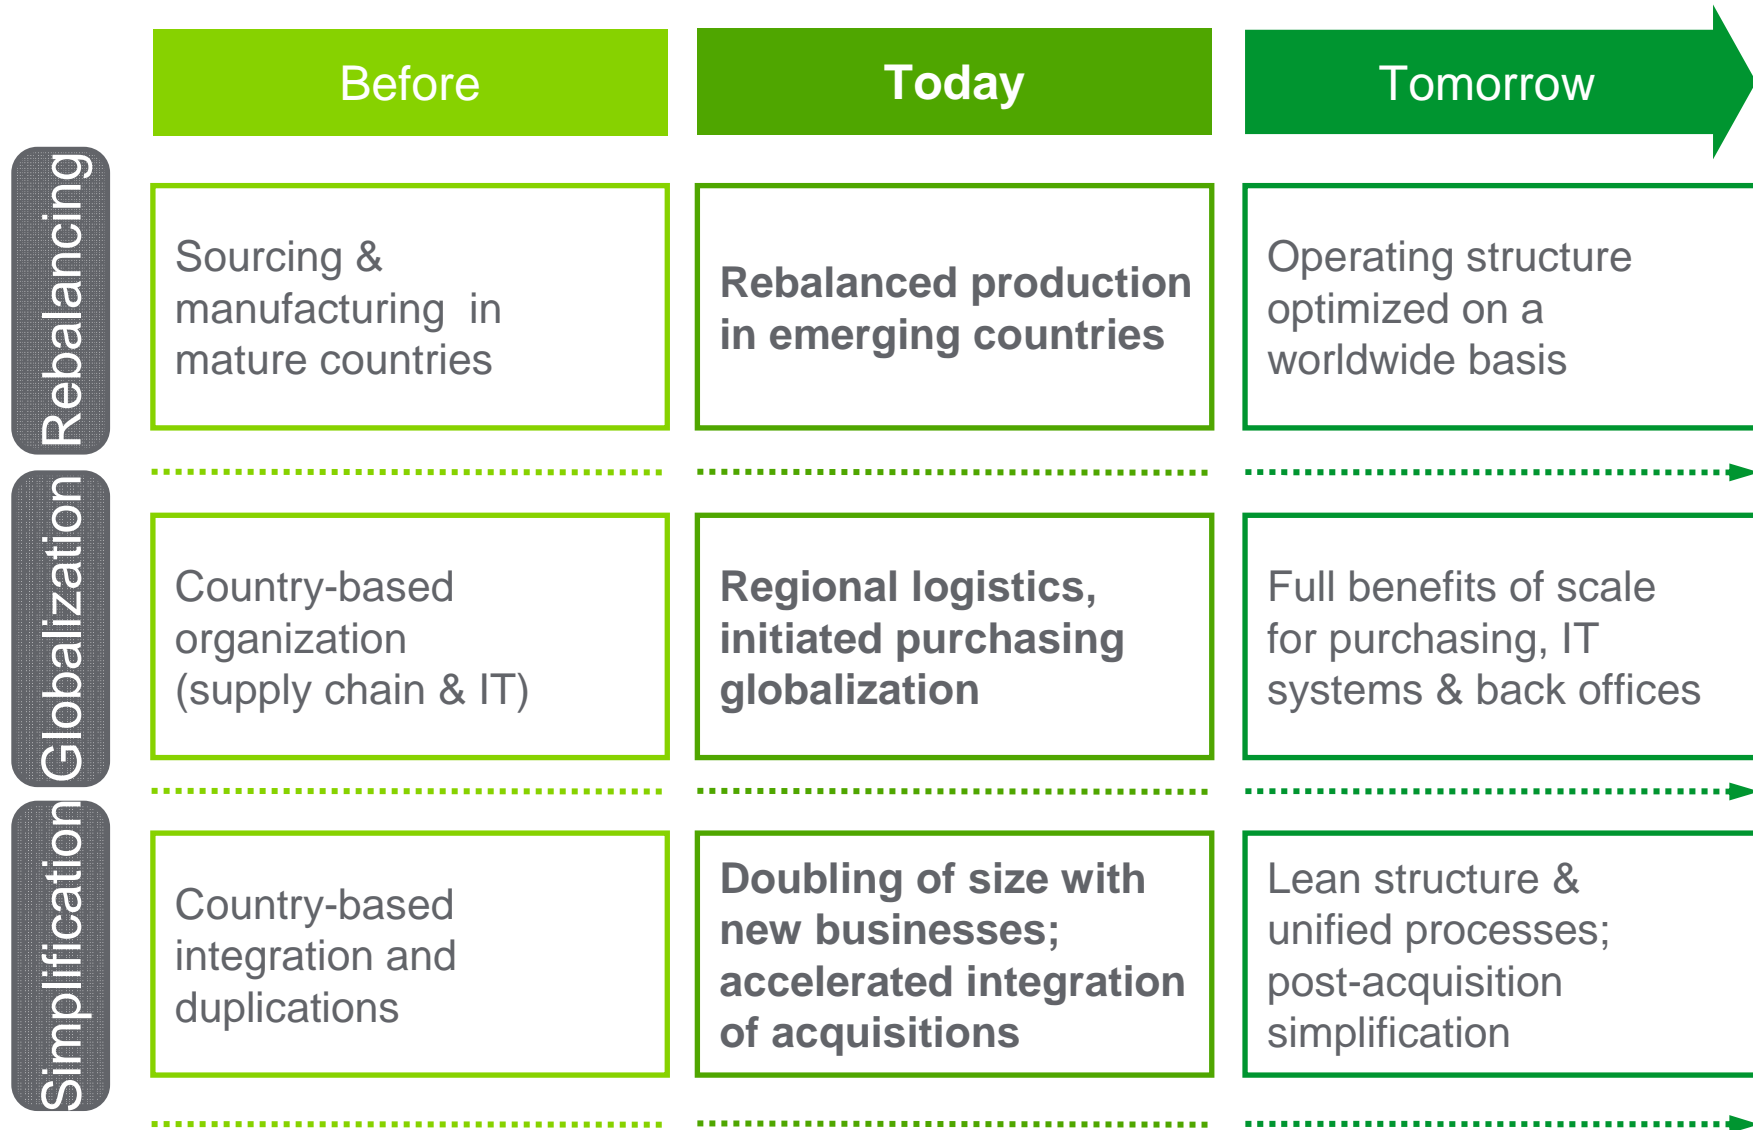 Before
Today
Tomorrow
Rebalancing
Sourcing &
manufacturing in
mature countries
Rebalanced production
in emerging countries
Operating structure
optimized on a
worldwide basis
Globalization
Country-based
organization
(supply chain & IT)
Regional logistics,
initiated purchasing
globalization
Full benefits of scale
for purchasing, IT
systems & back offices
Simplification
Country-based
integration and
duplications
Doubling of size with
new businesses;
accelerated integration
of acquisitions
Lean structure &
unified processes;
post-acquisition
simplification